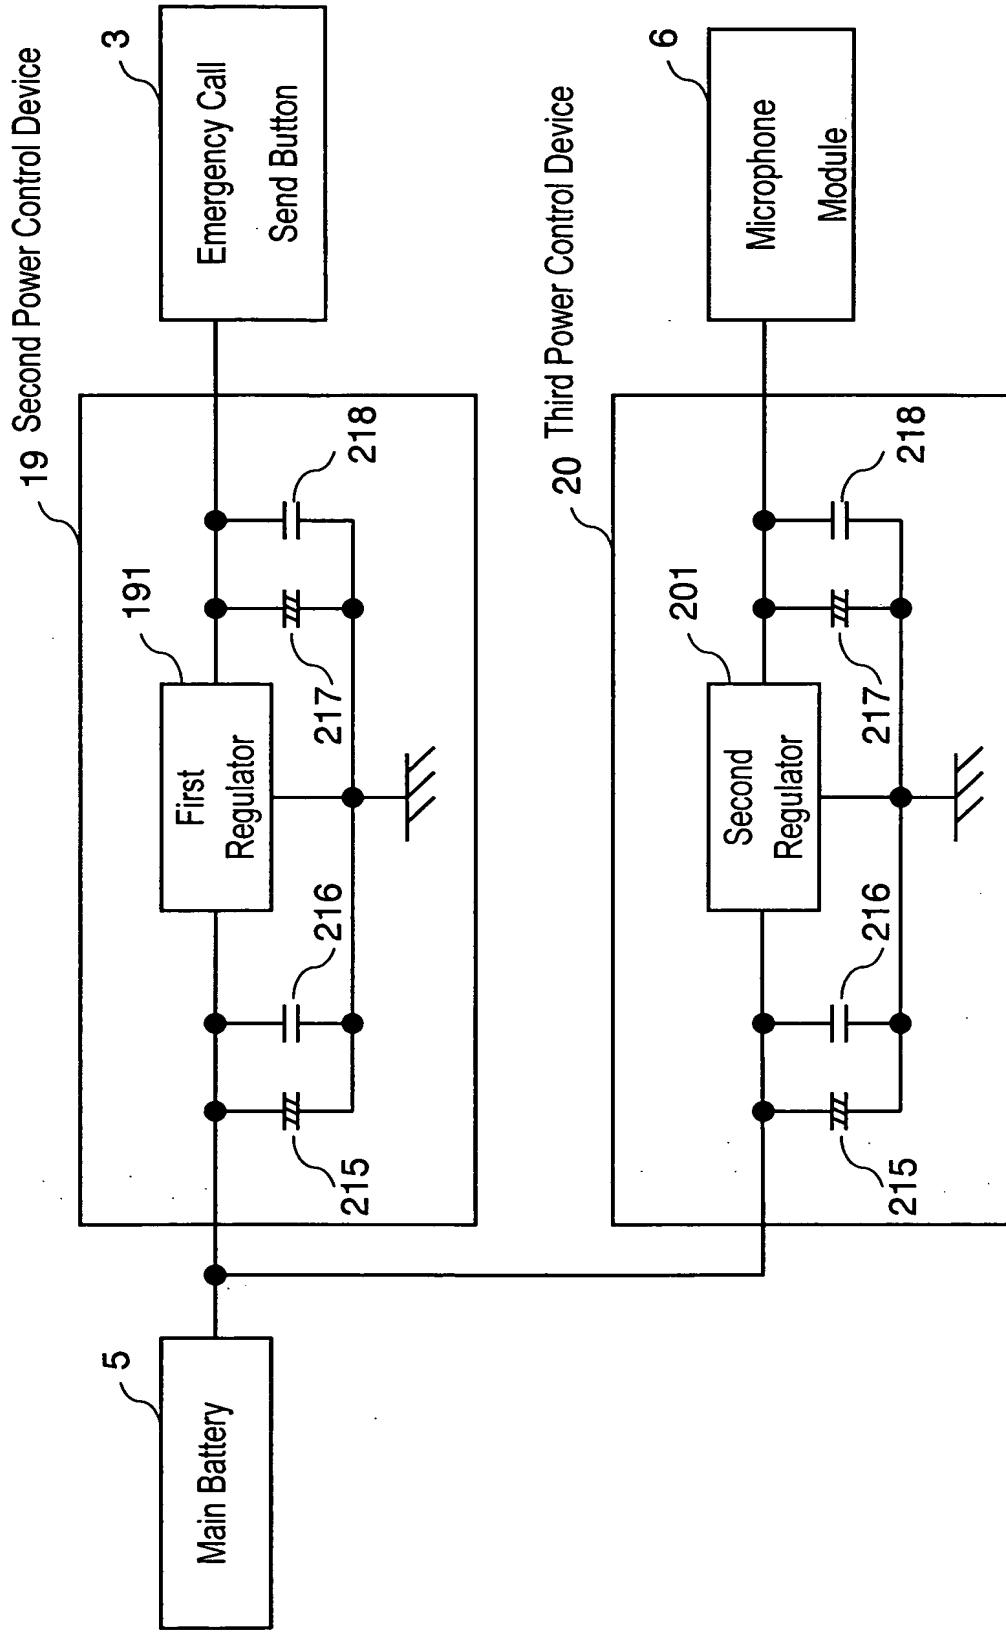 19 Second Power Control Device
5
Main Battery
191
First
Regulator
3
Emergency Call
Send Button
215
216
217
218
20 Third Power Control Device
201
Second
Regulator
6
Microphone
Module
215
216
217
218